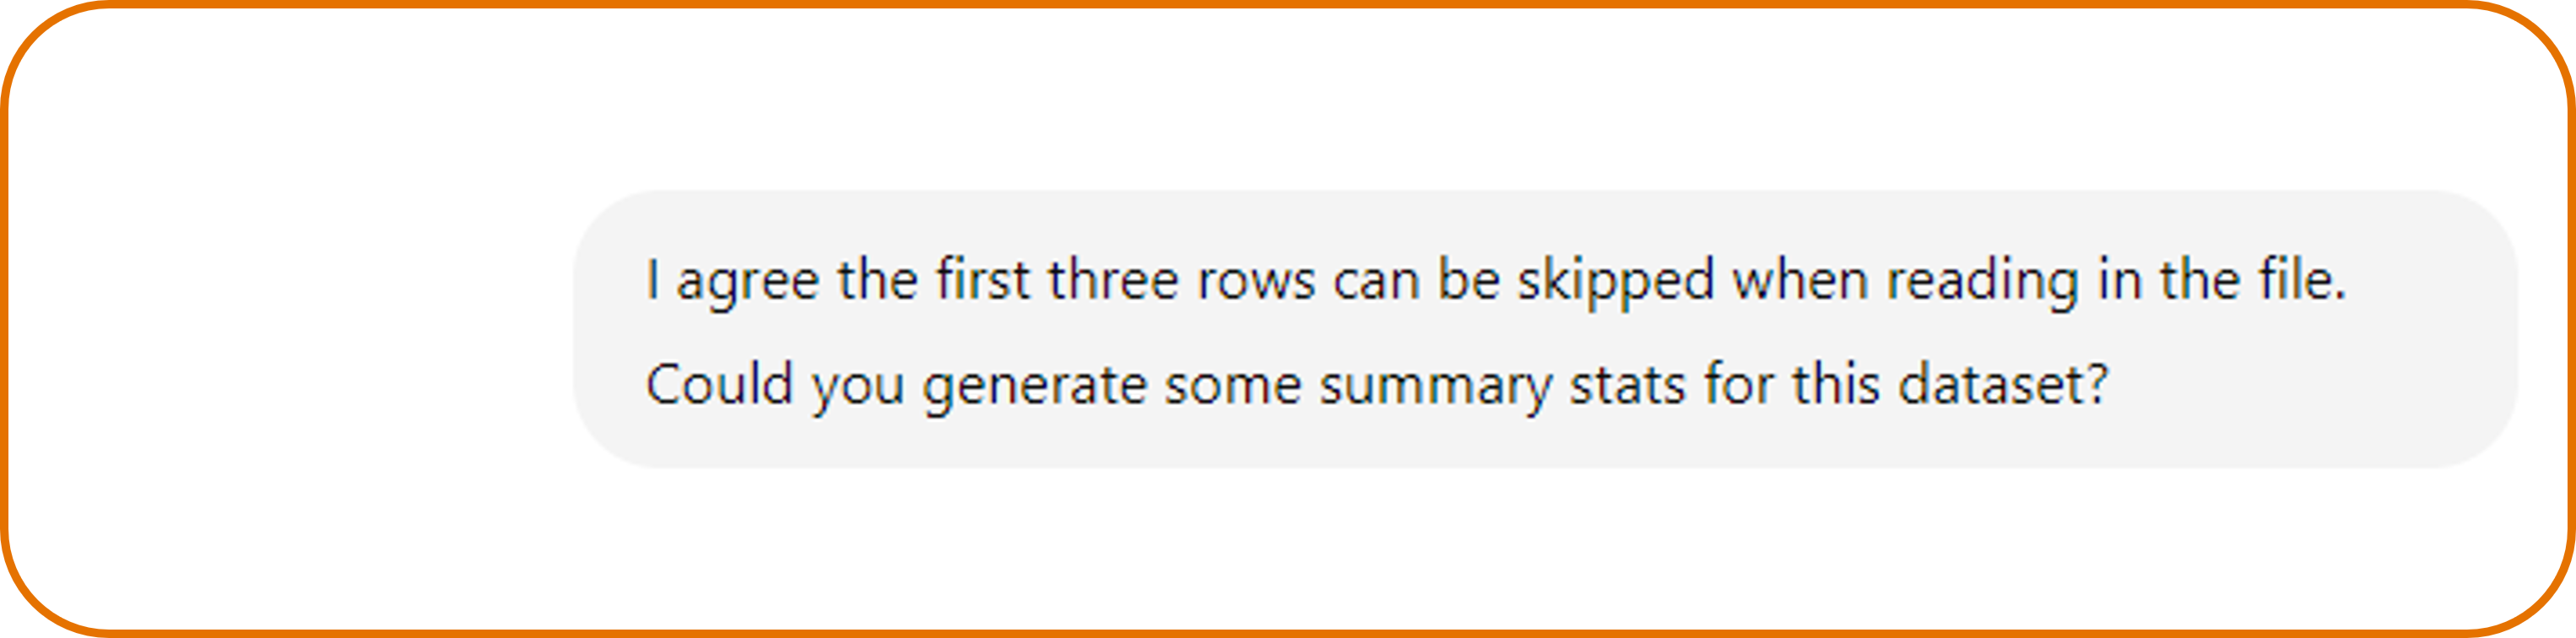 I agree the first three rows can be skipped when reading in the file.
Could you generate some summary stats for this dataset?